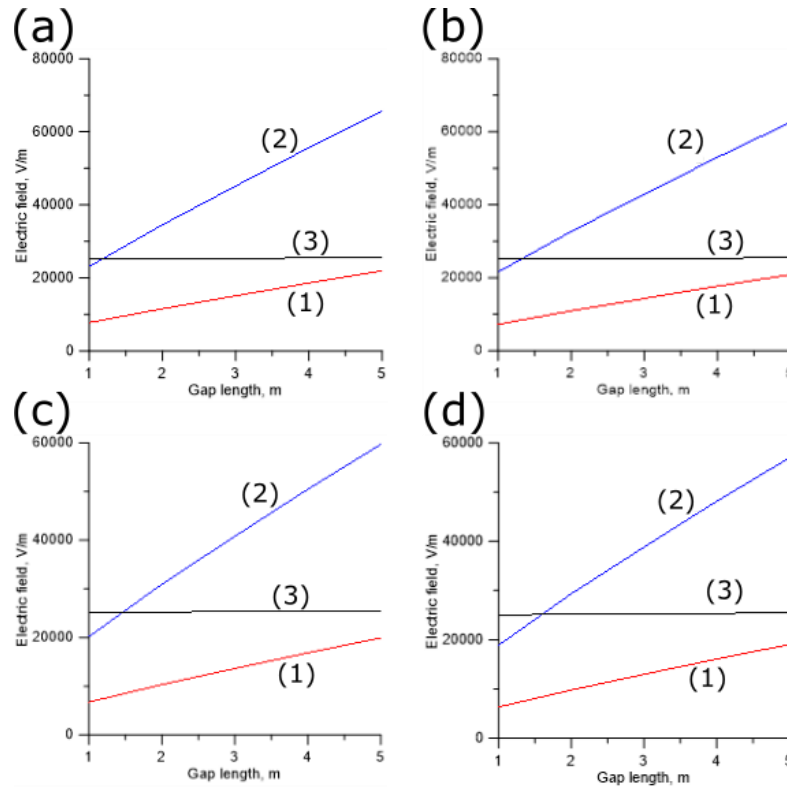 (a)
80000
60000
40000
20000
0
Electric field, V/m
(2)
(3)
(1)
1 2 3 4 5
Gap length, m
(b)
80000
60000
40000
20000
0
Electric field, V/m
(2)
(3)
(1)
1 2 3 4 5
Gap length, m
(c)
60000
40000
20000
0
Electric field, V/m
(2)
(3)
(1)
1 2 3 4 5
Gap length, m
(d)
60000
40000
20000
0
Electric field, V/m
(2)
(3)
(1)
1 2 3 4 5
Gap length, m